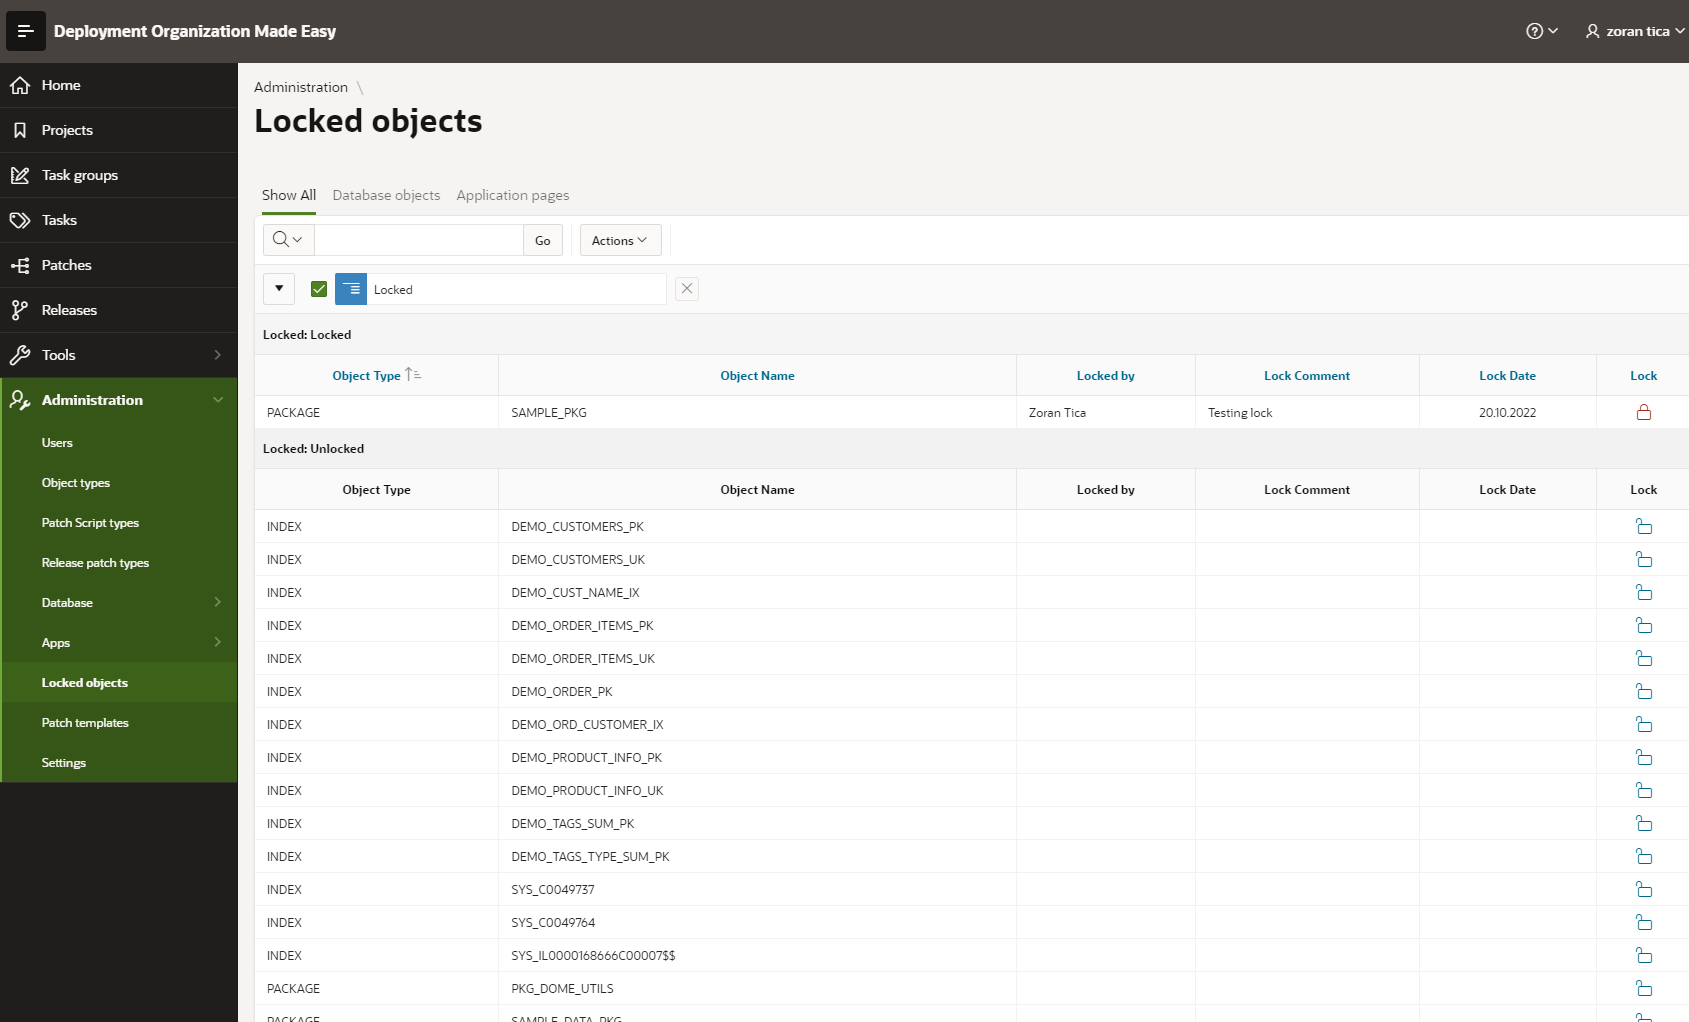 Deployment Organization Made Easy
zoran tica
Home
Projects
Task groups
Tasks
Patches
Releases
Tools
Administration
Users
Object types
Patch Script types
Release patch types
Database
Apps
Locked objects
Patch templates
Settings
Administration \
Locked objects
Show All Database objects Application pages
Go Actions
Locked
Locked: Locked
Object Type Object Name Locked by Lock Comment Lock Date Lock
PACKAGE SAMPLE_PKG Zoran Tica Testing lock 20.10.2022
Locked: Unlocked
Object Type Object Name Locked by Lock Comment Lock Date Lock
INDEX DEMO_CUSTOMERS_PK
INDEX DEMO_CUSTOMERS_UK
INDEX DEMO_CUST_NAME_IX
INDEX DEMO_ORDER_ITEMS_PK
INDEX DEMO_ORDER_ITEMS_UK
INDEX DEMO_ORDER_PK
INDEX DEMO_ORD_CUSTOMER_IX
INDEX DEMO_PRODUCT_INFO_PK
INDEX DEMO_PRODUCT_INFO_UK
INDEX DEMO_TAGS_SUM_PK
INDEX DEMO_TAGS_TYPE_SUM_PK
INDEX SYS_C0049737
INDEX SYS_C0049764
INDEX SYS_IL0000168666C00007$$
PACKAGE PKG_DOME_UTILS
PACKAGE SAMPLE_DATA_PKG